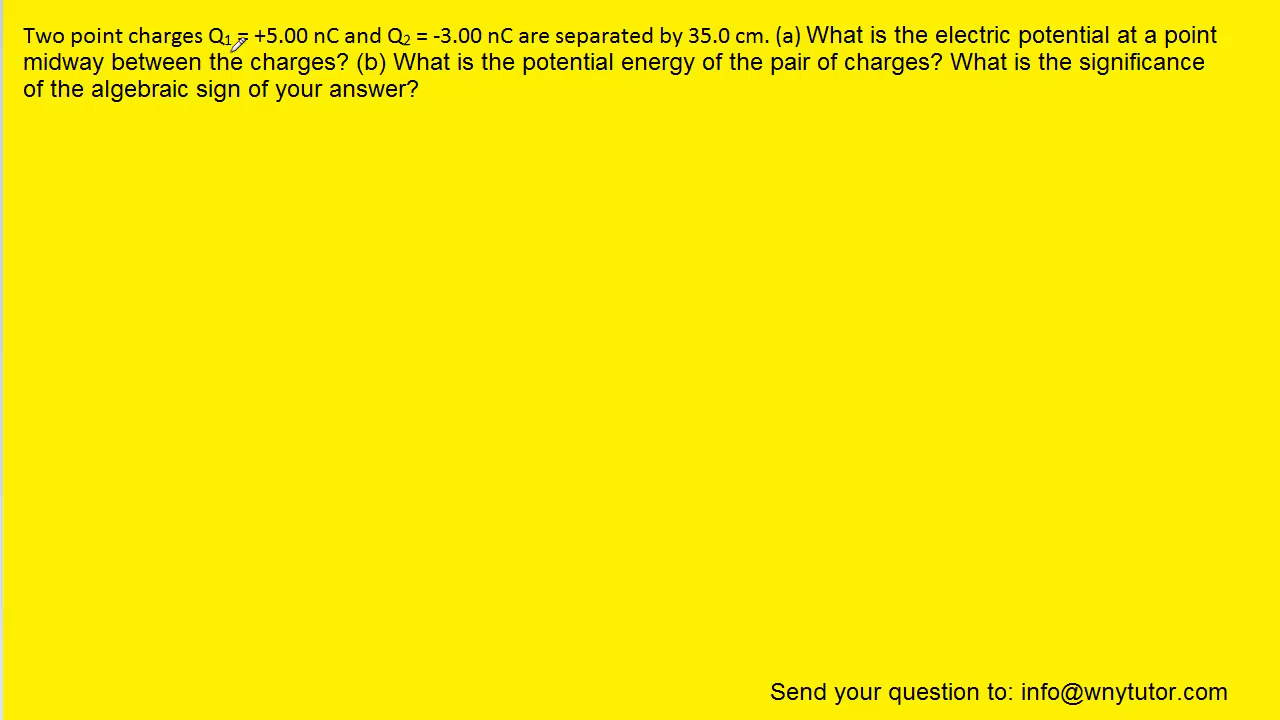 Two point charges Q₁ = +5.00 nC and Q₂ = -3.00 nC are separated by 35.0 cm. (a) What is the electric potential at a point
midway between the charges? (b) What is the potential energy of the pair of charges? What is the significance
of the algebraic sign of your answer?
Send your question to: info@wnytutor.com